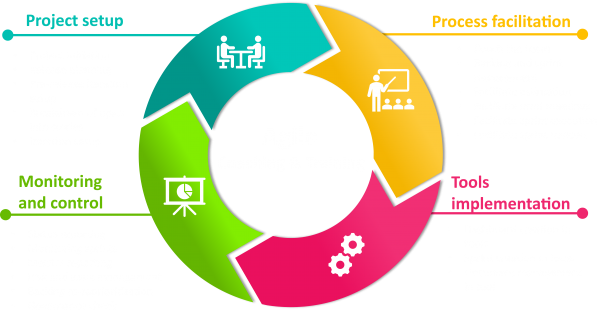 Project setup
Process facilitation
Monitoring
and control
Tools
implementation